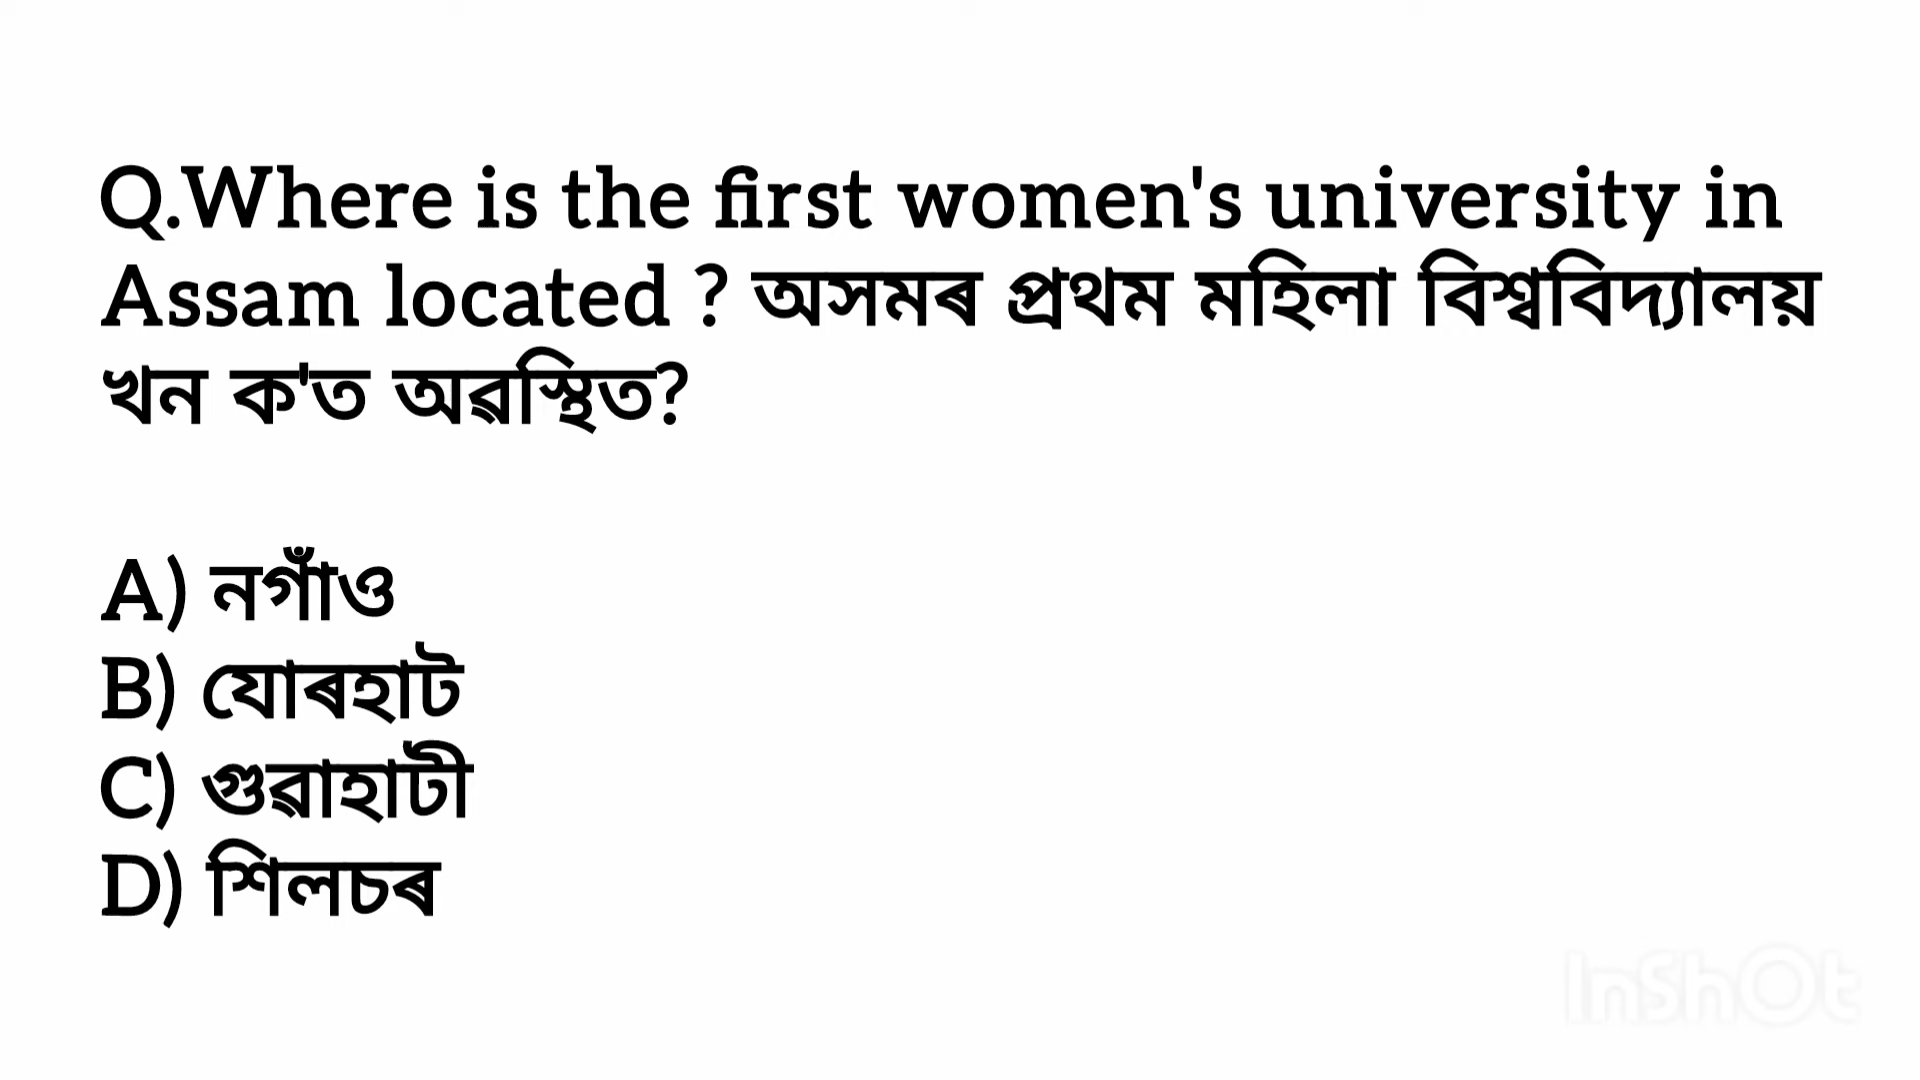 Q.Where is the first women's university in
Assam located ? অসমৰ প্ৰথম মহিলা বিশ্ববিদ্যালয়
খন ক'ত অৱস্থিত?
A) নগাঁও
B) যোৰহাট
C) গুৱাহাটী
D) শিলচৰ
InShOt